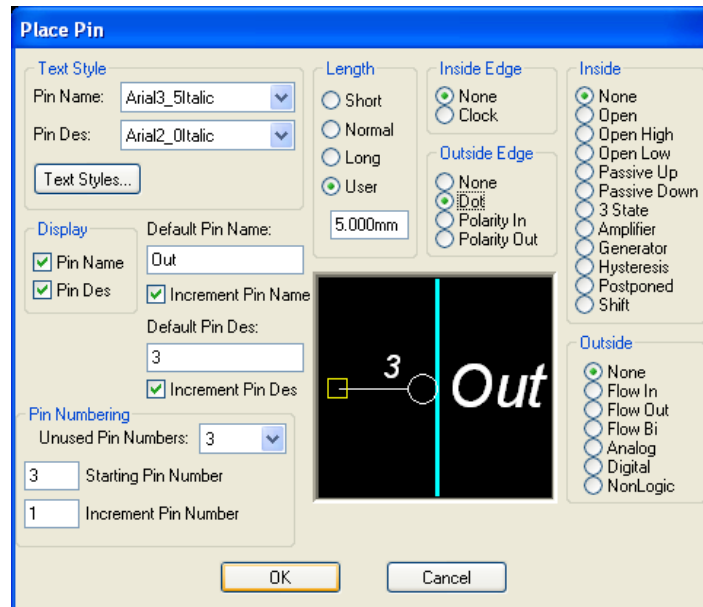 Place Pin
Text Style
Pin Name: Arial3_5Italic
Pin Des: Arial2_0Italic
Text Styles...
Display
Pin Name
Pin Des
Default Pin Name:
Out
Increment Pin Name
Default Pin Des:
3
Increment Pin Des
Pin Numbering
Unused Pin Numbers: 3
3 Starting Pin Number
1 Increment Pin Number
Length
Short
Normal
Long
User
5.000mm
Inside Edge
None
Clock
Outside Edge
None
Dot
Polarity In
Polarity Out
3 Out
Inside
None
Open
Open High
Open Low
Passive Up
Passive Down
3 State
Amplifier
Generator
Hysteresis
Postponed
Shift
Outside
None
Flow In
Flow Out
Flow Bi
Analog
Digital
NonLogic
OK
Cancel